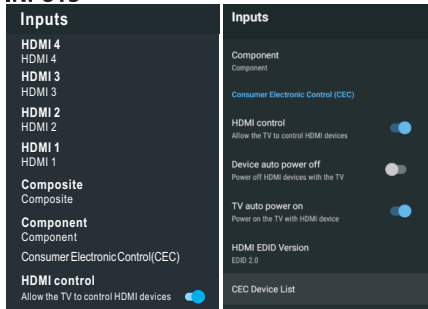 Inputs
HDMI 4
HDMI 4
HDMI 3
HDMI 3
HDMI 2
HDMI 2
HDMI 1
HDMI 1
Composite
Composite
Component
Component
Consumer Electronic Control(CEC)
HDMI control
Allow the TV to control HDMI devices
Inputs
Component
Component
Consumer Electronic Control (CEC)
HDMI control
Allow the TV to control HDMI devices
Device auto power off
Power off HDMI devices with the TV
TV auto power on
Power on the TV with HDMI device
HDMI EDID Version
EDID 2.0
CEC Device List